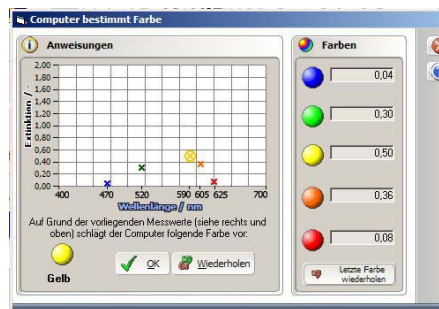 Computer bestimmt Farbe
Anweisungen
2,00
1,80
1,60
1,40
1,20
1,00
0,80
0,60
0,40
0,20
0,00
Extinktion / .
400 470 520 590 605 625 700
Wellenlänge / nm
Auf Grund der vorliegenden Messwerte (siehe rechts und
oben) schlägt der Computer folgende Farbe vor:
Gelb
OK
Wiederholen
Farben
0,04
0,30
0,50
0,36
0,08
Letzte Farbe
wiederholen